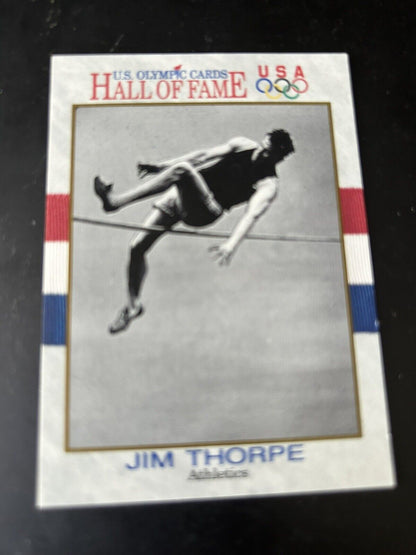 U.S. OLYMPIC CARDS
HALL OF FAME
USA
JIM THORPE
Athletics